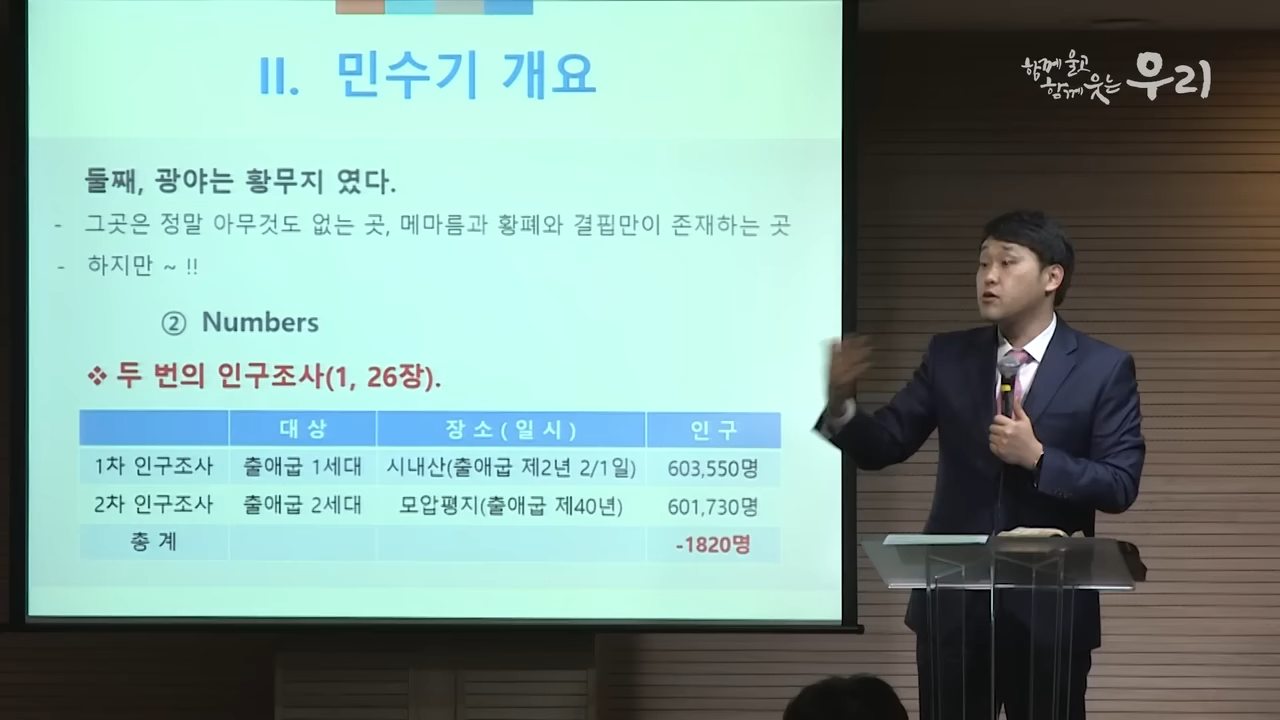 II. 민수기 개요
함께 울고
함께 웃는 우리
둘째, 광야는 황무지 였다.
- 그곳은 정말 아무것도 없는 곳, 메마름과 황폐와 결핍만이 존재하는 곳
- 하지만 ~ !!
② Numbers
❖ 두 번의 인구조사(1, 26장).
대 상 장 소 ( 일 시 ) 인 구
1차 인구조사 출애굽 1세대 시내산(출애굽 제2년 2/1일) 603,550명
2차 인구조사 출애굽 2세대 모압평지(출애굽 제40년) 601,730명
총 계 -1820명